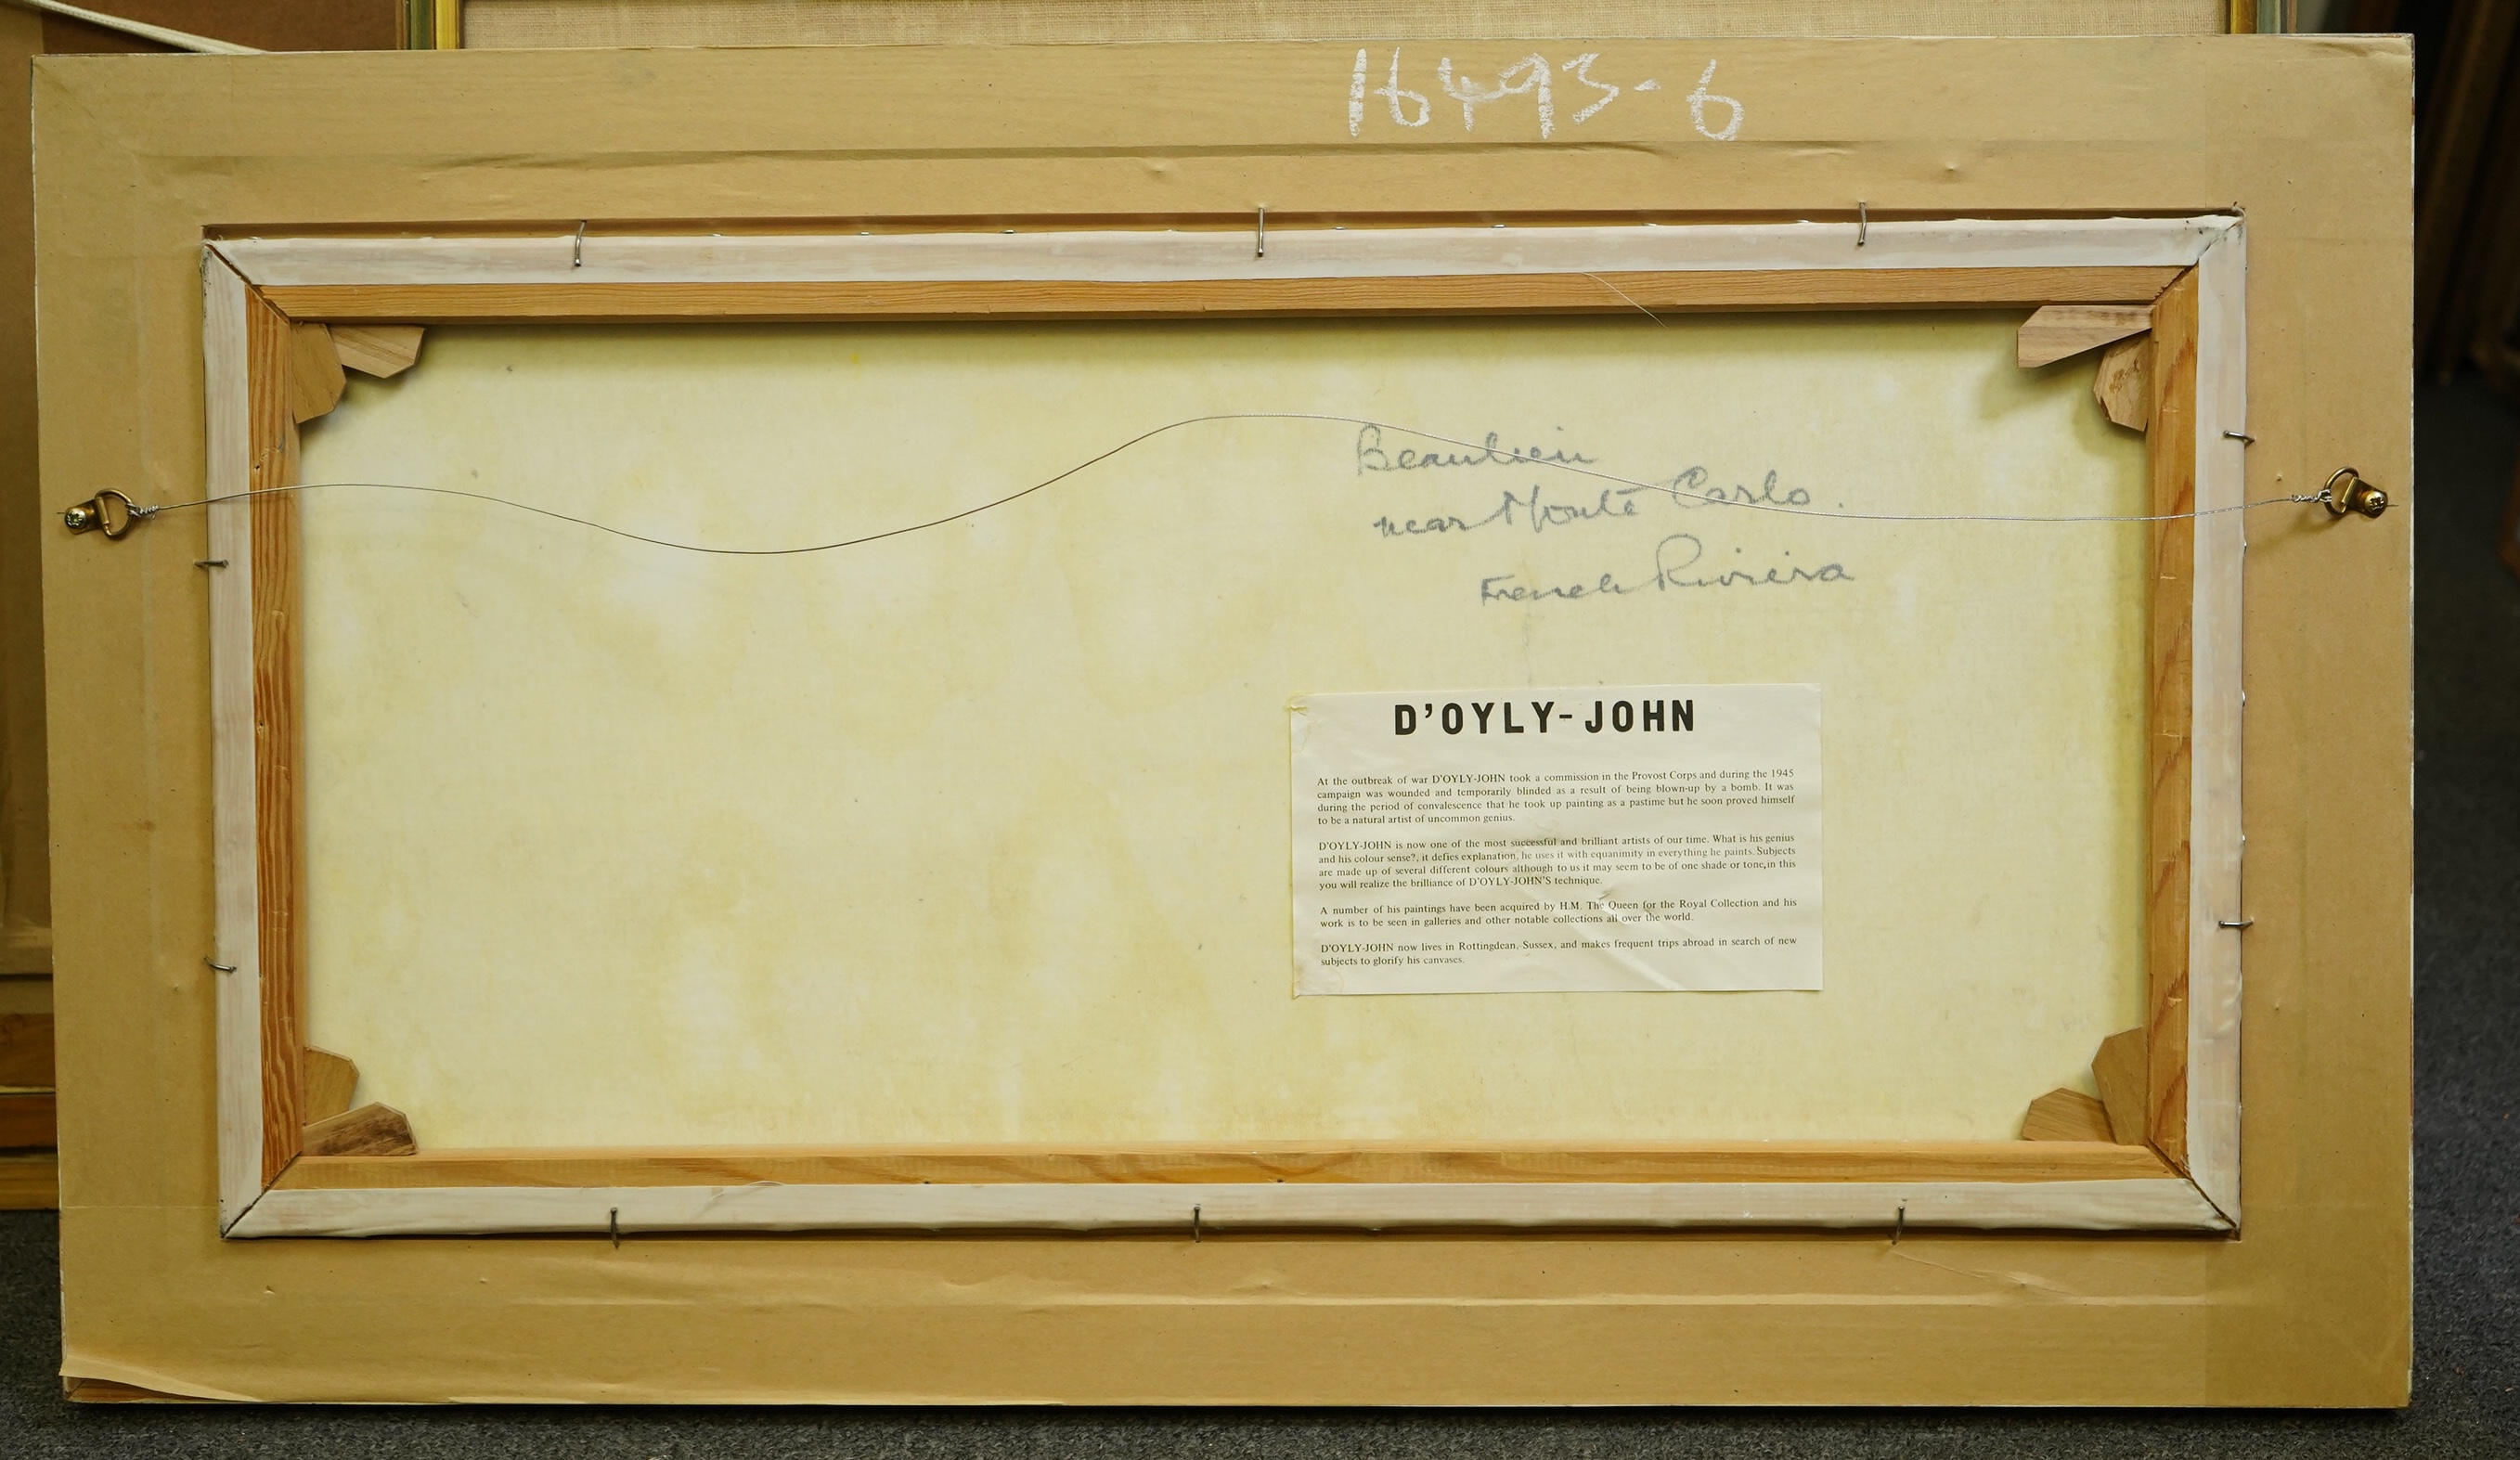 16493-6
Beaulieu
near Monte Carlo.
French Riviera
D'OYLY-JOHN
At the outbreak of war D'OYLY-JOHN took a commission in the Provost Corps and during the 1945
campaign was wounded and temporarily blinded as a result of being blown-up by a bomb. It was
during the period of convalescence that he took up painting as a pastime but he soon proved himself
to be a natural artist of uncommon genius.
D'OYLY-JOHN is now one of the most successful and brilliant artists of our time. What is his genius
and his colour sense?, it defies explanation, he uses it with equanimity in everything he paints. Subjects
are made up of several different colours although to us it may seem to be of one shade or tone,in this
you will realize the brilliance of D'OYLY-JOHN'S technique.
A number of his paintings have been acquired by H.M. The Queen for the Royal Collection and his
work is to be seen in galleries and other notable collections all over the world.
D'OYLY-JOHN now lives in Rottingdean, Sussex, and makes frequent trips abroad in search of new
subjects to glorify his canvases.